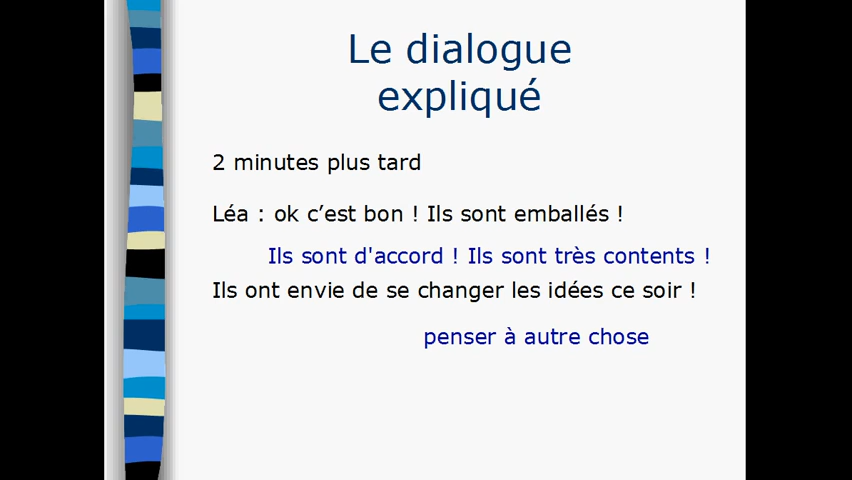 Le dialogue
expliqué
2 minutes plus tard
Léa : ok c’est bon ! Ils sont emballés !
Ils sont d'accord ! Ils sont très contents !
Ils ont envie de se changer les idées ce soir !
penser à autre chose